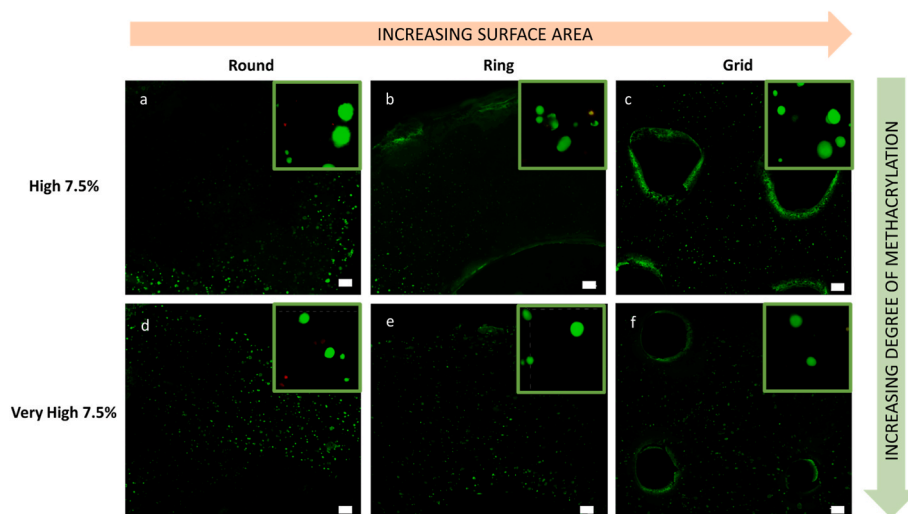 INCREASING SURFACE AREA
Round Ring Grid
High 7.5%
a b c
Very High 7.5%
d e f
INCREASING DEGREE OF METHACRYLATION